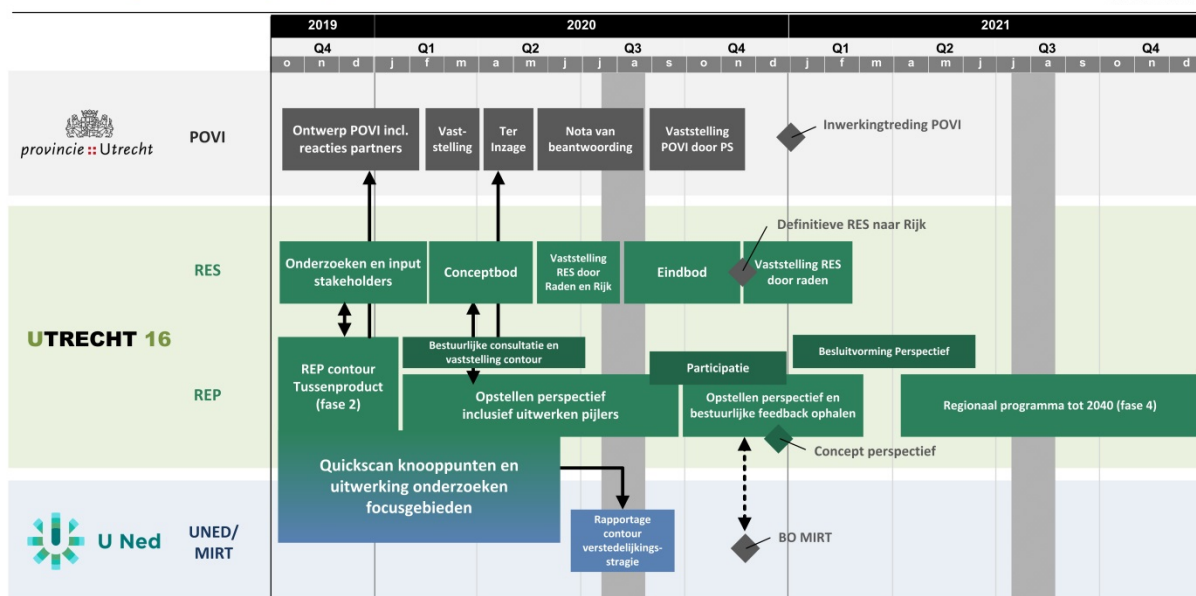 2019 2020 2021
Q4 Q1 Q2 Q3 Q4 Q1 Q2 Q3 Q4
o n d j f m a m j j a s o n d j f m a m j j a s o n d
provincie :: Utrecht
POVI
Ontwerp POVI incl.
reacties partners
Vast-
stelling
Ter
Inzage
Nota van
beantwoording
Vaststelling
POVI door PS
Inwerkingtreding POVI
Definitieve RES naar Rijk
RES
Onderzoeken en input
stakeholders
Conceptbod
Vaststelling
RES door
Raden en Rijk
Eindbod
Vaststelling RES
door raden
UTRECHT 16
REP
REP contour
Tussenproduct
(fase 2)
Bestuurlijke consultatie en
vaststelling contour
Opstellen perspectief
inclusief uitwerken pijlers
Participatie
Opstellen perspectief en
bestuurlijke feedback ophalen
Besluitvorming Perspectief
Regionaal programma tot 2040 (fase 4)
Concept perspectief
Quickscan knooppunten en
uitwerking onderzoeken
focusgebieden
U Ned
UNED/
MIRT
Rapportage
contour
verstedelijkings-
stragie
BO MIRT